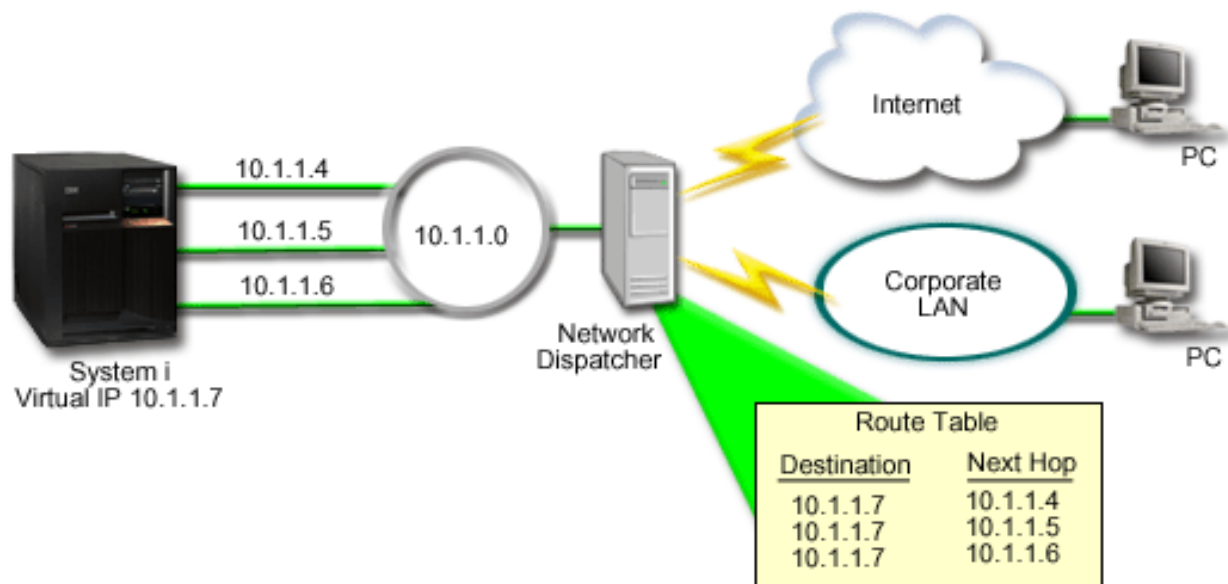 Internet
PC
10.1.1.4
10.1.1.5
10.1.1.6
10.1.1.0
IBM
System i
Virtual IP 10.1.1.7
Network
Dispatcher
Corporate
LAN
PC
Route Table
Destination Next Hop
10.1.1.7 10.1.1.4
10.1.1.7 10.1.1.5
10.1.1.7 10.1.1.6